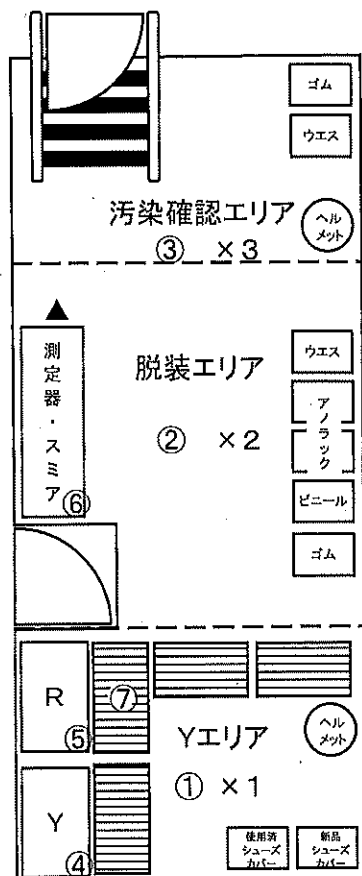 ゴム
ウエス
汚染確認エリア
③ ×3
ヘル
メット
測定器・スミア
⑥
脱装エリア
② ×2
ウエス
アノラック
ビニール
ゴム
R
⑤
⑦
Yエリア
① ×1
ヘル
メット
Y
④
使用済
シューズ
カバー
新品
シューズ
カバー